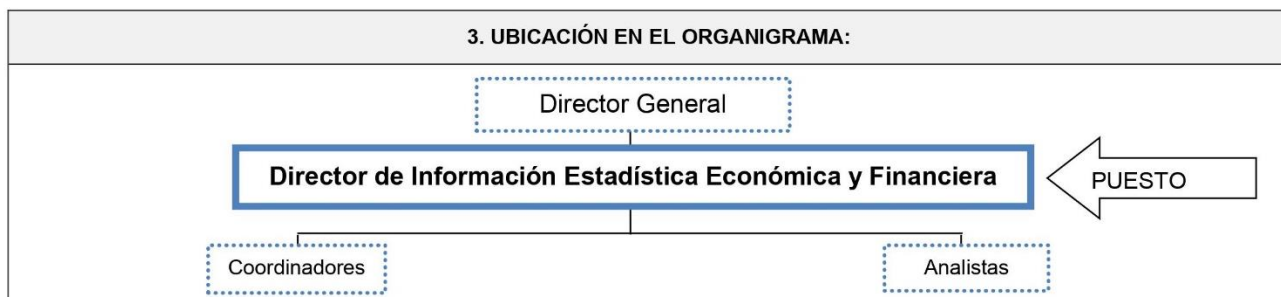 3. UBICACIÓN EN EL ORGANIGRAMA:
Director General
Director de Información Estadística Económica y Financiera
PUESTO
Coordinadores
Analistas